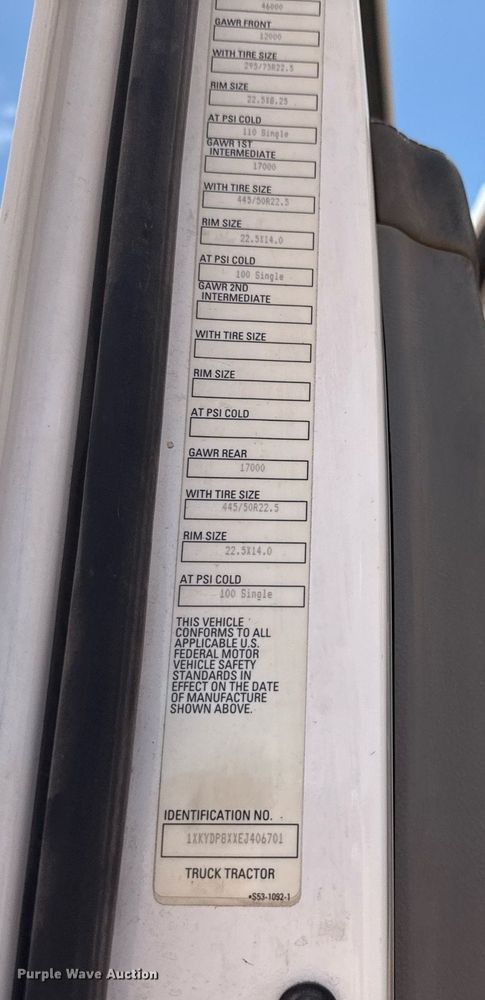 46000
GAWR FRONT
12000
WITH TIRE SIZE
295/75R22.5
RIM SIZE
22.5X8.25
AT PSI COLD
110 Single
GAWR 1ST
INTERMEDIATE
17000
WITH TIRE SIZE
445/50R22.5
RIM SIZE
22.5X14.0
AT PSI COLD
100 Single
GAWR 2ND
INTERMEDIATE
WITH TIRE SIZE
RIM SIZE
AT PSI COLD
GAWR REAR
17000
WITH TIRE SIZE
445/50R22.5
RIM SIZE
22.5X14.0
AT PSI COLD
100 Single
THIS VEHICLE
CONFORMS TO ALL
APPLICABLE U.S.
FEDERAL MOTOR
VEHICLE SAFETY
STANDARDS IN
EFFECT ON THE DATE
OF MANUFACTURE
SHOWN ABOVE.
IDENTIFICATION NO.
1XKYDP8XXEJ406701
TRUCK TRACTOR
•S53-1092-1
Purple Wave Auction